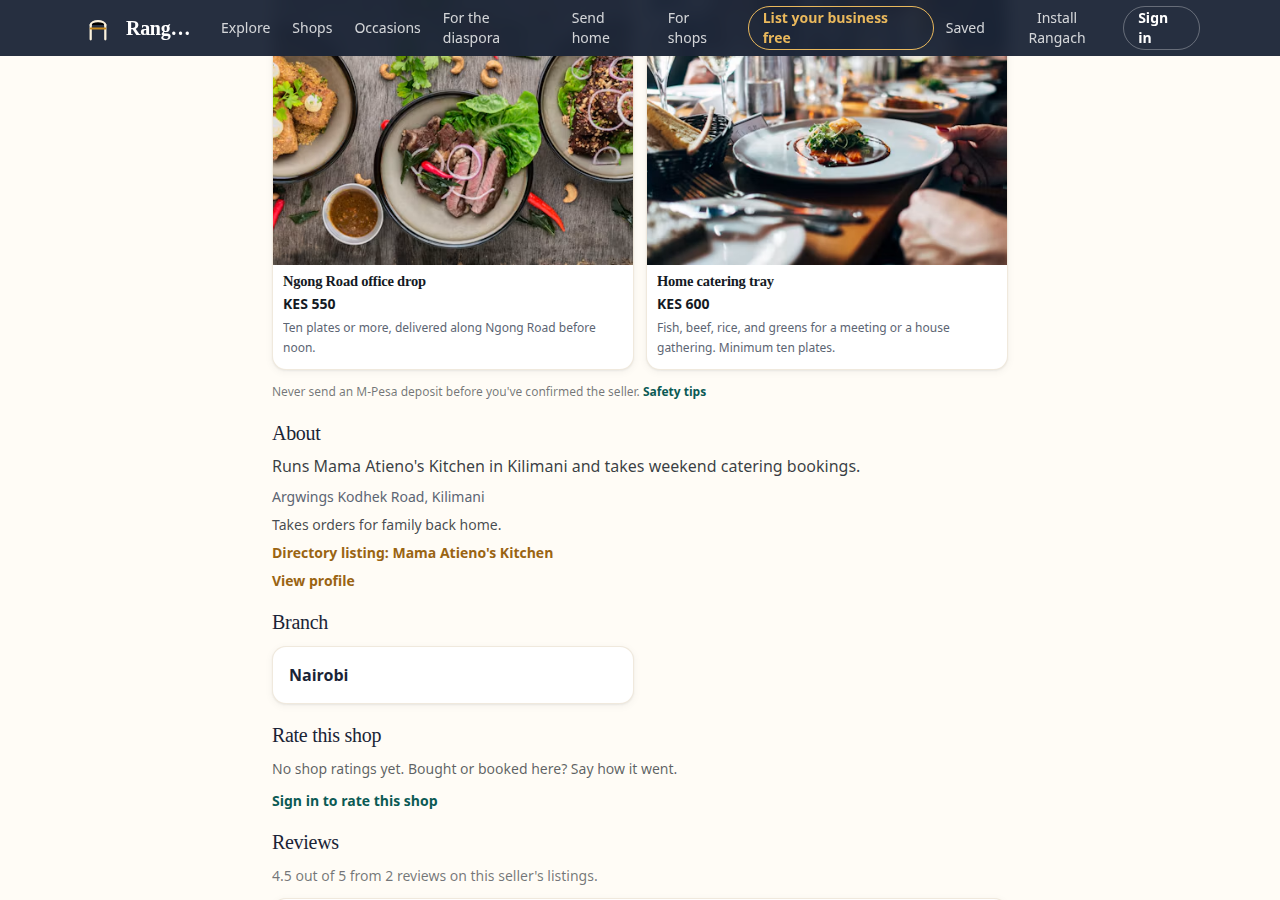 Rang…
Explore
Shops
Occasions
For the
diaspora
Send
home
For
shops
List your business
free
Saved
Install
Rangach
Sign
in
Ngong Road office drop
KES 550
Ten plates or more, delivered along Ngong Road before
noon.
Home catering tray
KES 600
Fish, beef, rice, and greens for a meeting or a house
gathering. Minimum ten plates.
Never send an M-Pesa deposit before you've confirmed the seller. Safety tips
About
Runs Mama Atieno's Kitchen in Kilimani and takes weekend catering bookings.
Argwings Kodhek Road, Kilimani
Takes orders for family back home.
Directory listing: Mama Atieno's Kitchen
View profile
Branch
Nairobi
Rate this shop
No shop ratings yet. Bought or booked here? Say how it went.
Sign in to rate this shop
Reviews
4.5 out of 5 from 2 reviews on this seller's listings.